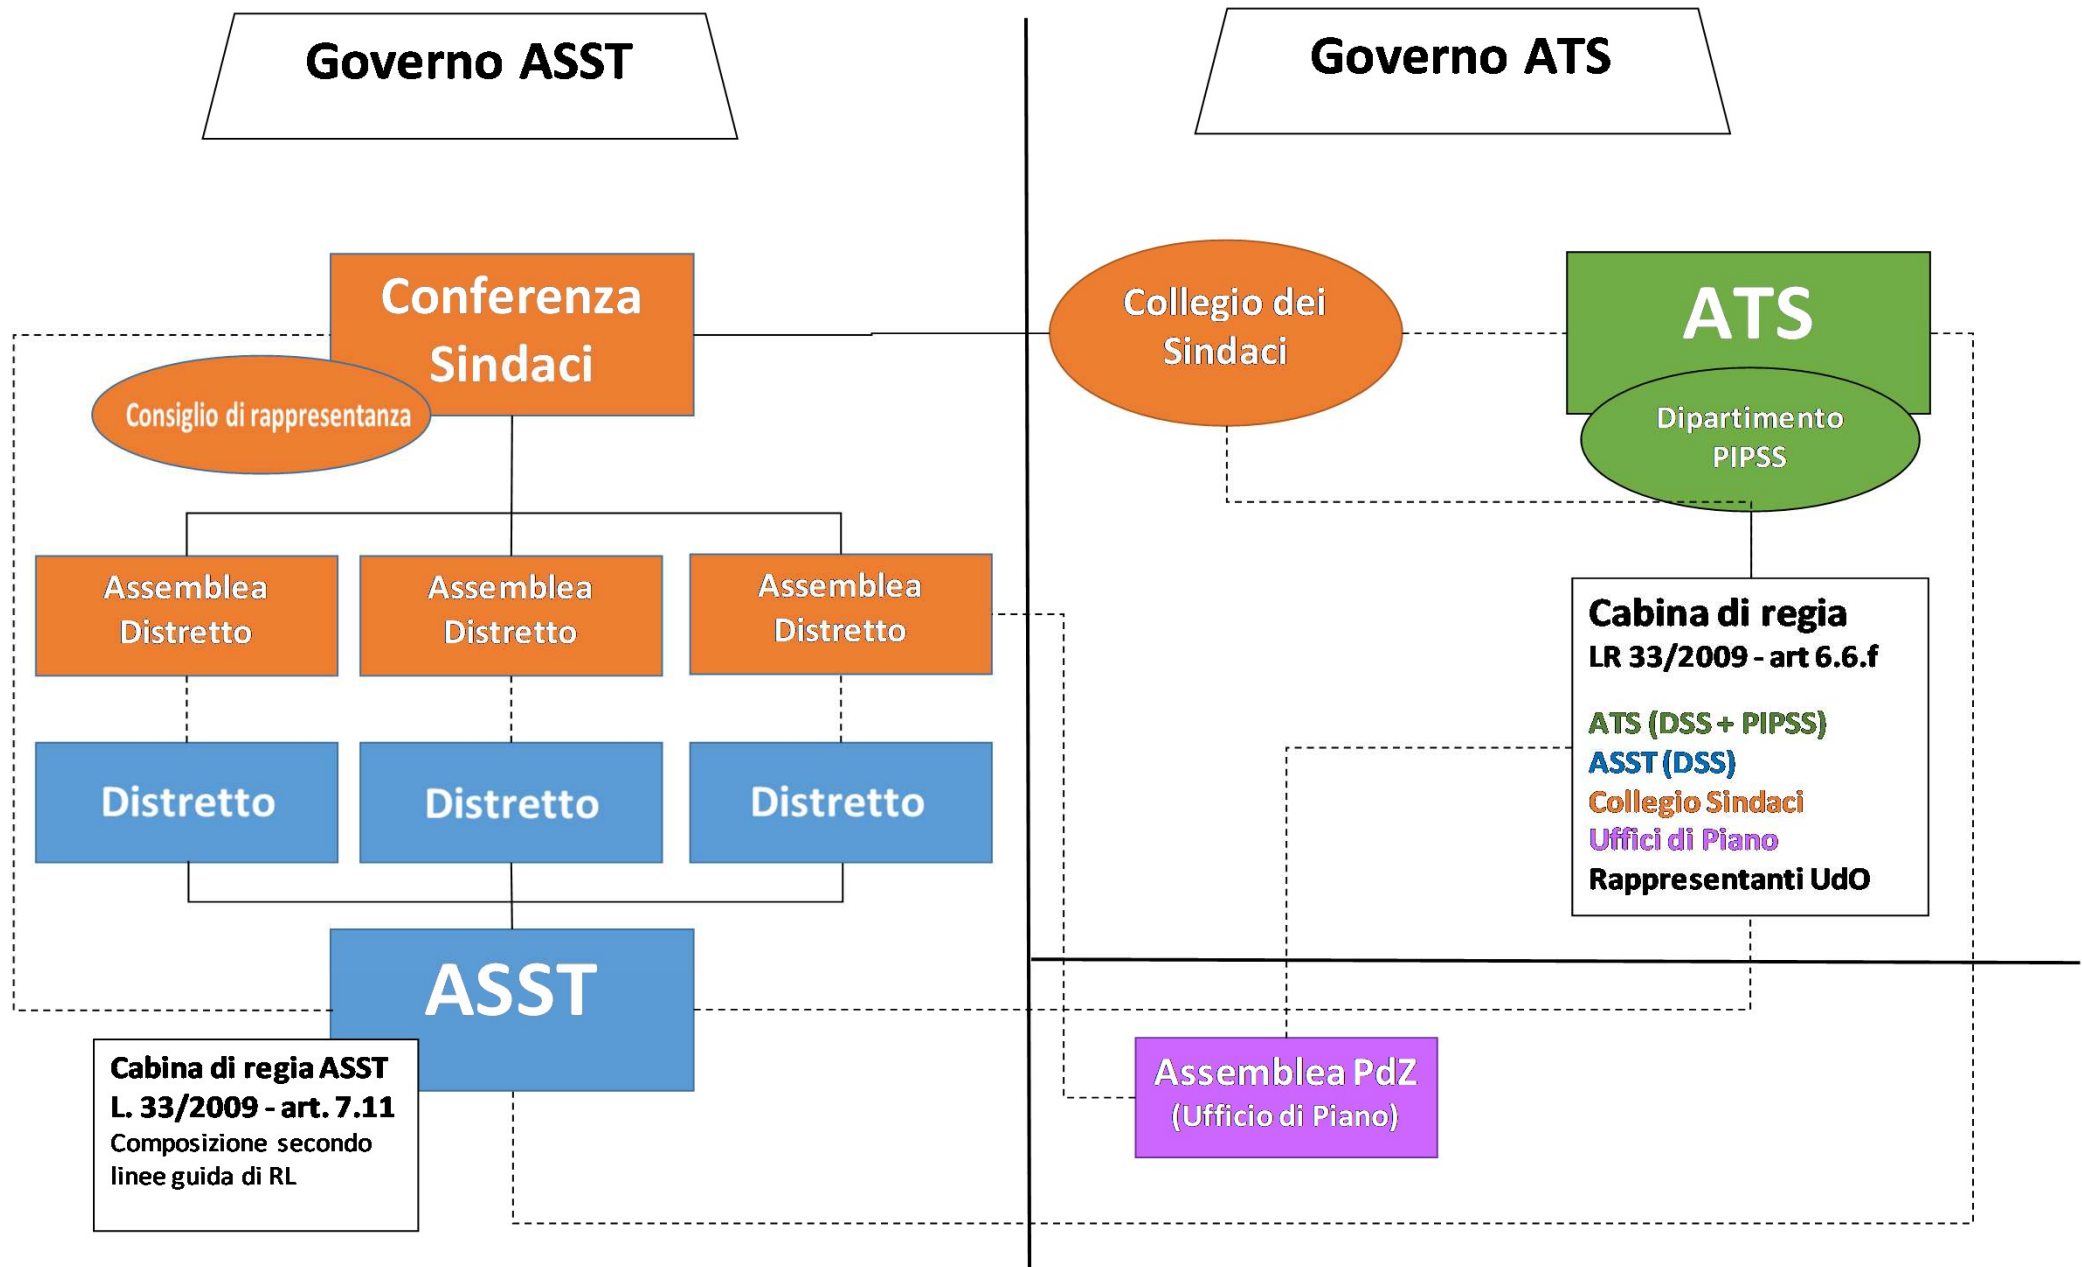 Governo ASST
Governo ATS
Conferenza
Sindaci
Consiglio di rappresentanza
Collegio dei
Sindaci
ATS
Dipartimento
PIPSS
Assemblea
Distretto
Assemblea
Distretto
Assemblea
Distretto
Cabina di regia
LR 33/2009 - art 6.6.f
ATS (DSS + PIPSS)
ASST (DSS)
Collegio Sindaci
Uffici di Piano
Rappresentanti UdO
Distretto
Distretto
Distretto
ASST
Cabina di regia ASST
L. 33/2009 - art. 7.11
Composizione secondo
linee guida di RL
Assemblea PdZ
(Ufficio di Piano)